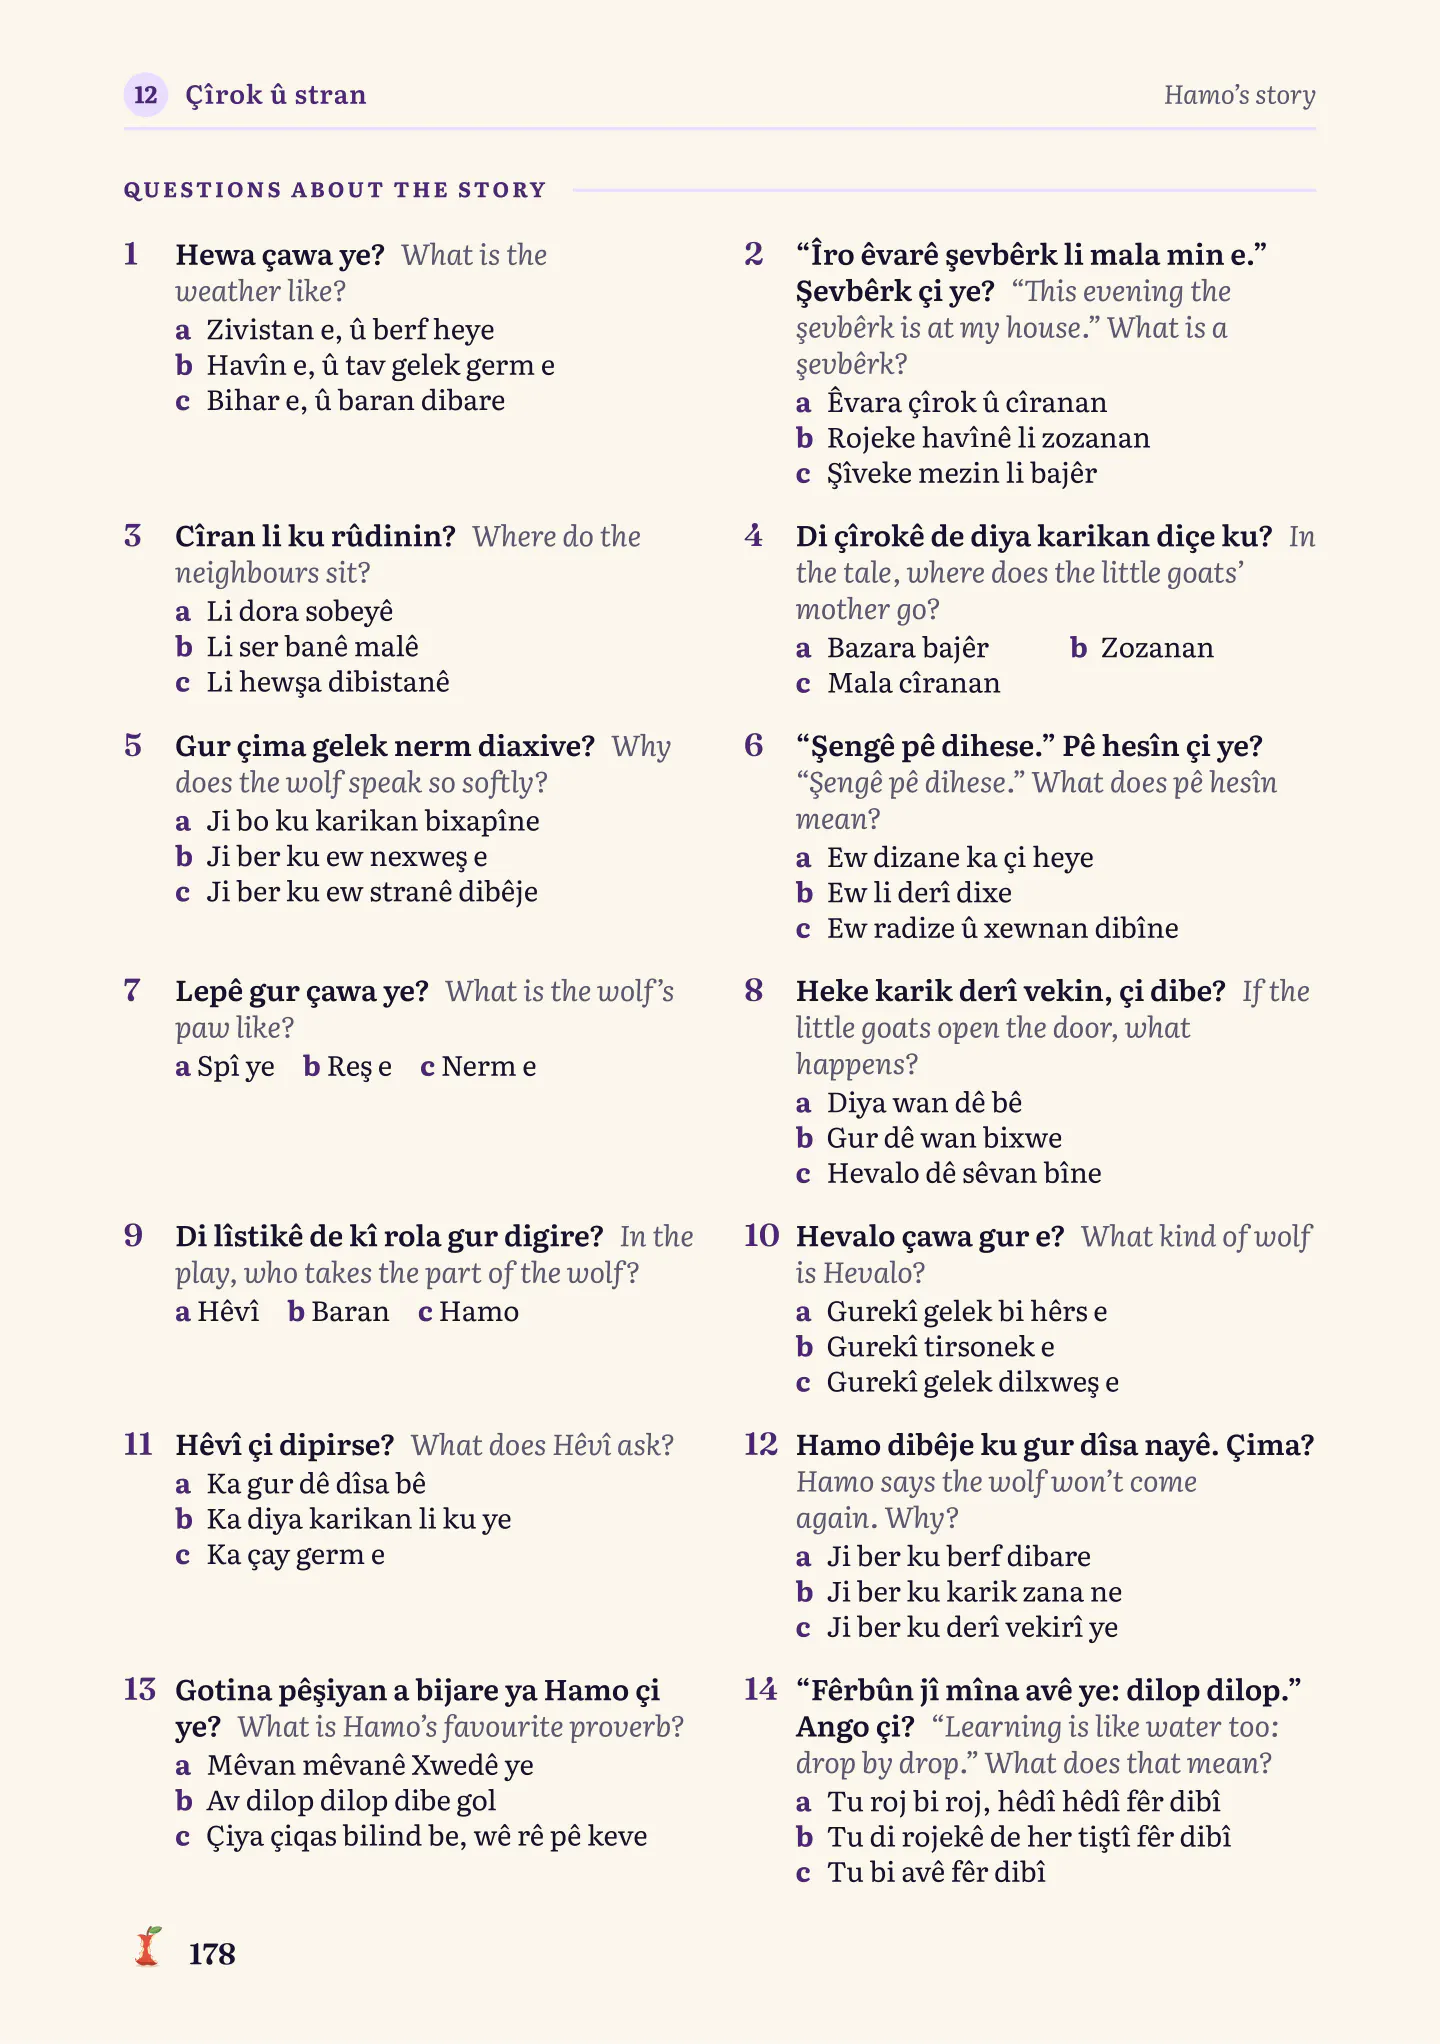 12 Çîrok û stran
Hamo’s story
QUESTIONS ABOUT THE STORY
1 Hewa çawa ye? What is the
weather like?
a Zivistan e, û berf heye
b Havîn e, û tav gelek germ e
c Bihar e, û baran dibare
2 “Îro êvarê şevbêrk li mala min e.”
Şevbêrk çi ye? “This evening the
şevbêrk is at my house.” What is a
şevbêrk?
a Êvara çîrok û cîranan
b Rojeke havînê li zozanan
c Şîveke mezin li bajêr
3 Cîran li ku rûdinin? Where do the
neighbours sit?
a Li dora sobeyê
b Li ser banê malê
c Li hewşa dibistanê
4 Di çîrokê de diya karikan diçe ku? In
the tale, where does the little goats’
mother go?
a Bazara bajêr b Zozanan
c Mala cîranan
5 Gur çima gelek nerm diaxive? Why
does the wolf speak so softly?
a Ji bo ku karikan bixapîne
b Ji ber ku ew nexweş e
c Ji ber ku ew stranê dibêje
6 “Şengê pê dihese.” Pê hesîn çi ye?
“Şengê pê dihese.” What does pê hesîn
mean?
a Ew dizane ka çi heye
b Ew li derî dixe
c Ew radize û xewnan dibîne
7 Lepê gur çawa ye? What is the wolf’s
paw like?
a Spî ye b Reş e c Nerm e
8 Heke karik derî vekin, çi dibe? If the
little goats open the door, what
happens?
a Diya wan dê bê
b Gur dê wan bixwe
c Hevalo dê sêvan bîne
9 Di lîstikê de kî rola gur digire? In the
play, who takes the part of the wolf?
a Hêvî b Baran c Hamo
10 Hevalo çawa gur e? What kind of wolf
is Hevalo?
a Gurekî gelek bi hêrs e
b Gurekî tirsonek e
c Gurekî gelek dilxweş e
11 Hêvî çi dipirse? What does Hêvî ask?
a Ka gur dê dîsa bê
b Ka diya karikan li ku ye
c Ka çay germ e
12 Hamo dibêje ku gur dîsa nayê. Çima?
Hamo says the wolf won’t come
again. Why?
a Ji ber ku berf dibare
b Ji ber ku karik zana ne
c Ji ber ku derî vekirî ye
13 Gotina pêşiyan a bijare ya Hamo çi
ye? What is Hamo’s favourite proverb?
a Mêvan mêvanê Xwedê ye
b Av dilop dilop dibe gol
c Çiya çiqas bilind be, wê rê pê keve
14 “Fêrbûn jî mîna avê ye: dilop dilop.”
Ango çi? “Learning is like water too:
drop by drop.” What does that mean?
a Tu roj bi roj, hêdî hêdî fêr dibî
b Tu di rojekê de her tiştî fêr dibî
c Tu bi avê fêr dibî
178